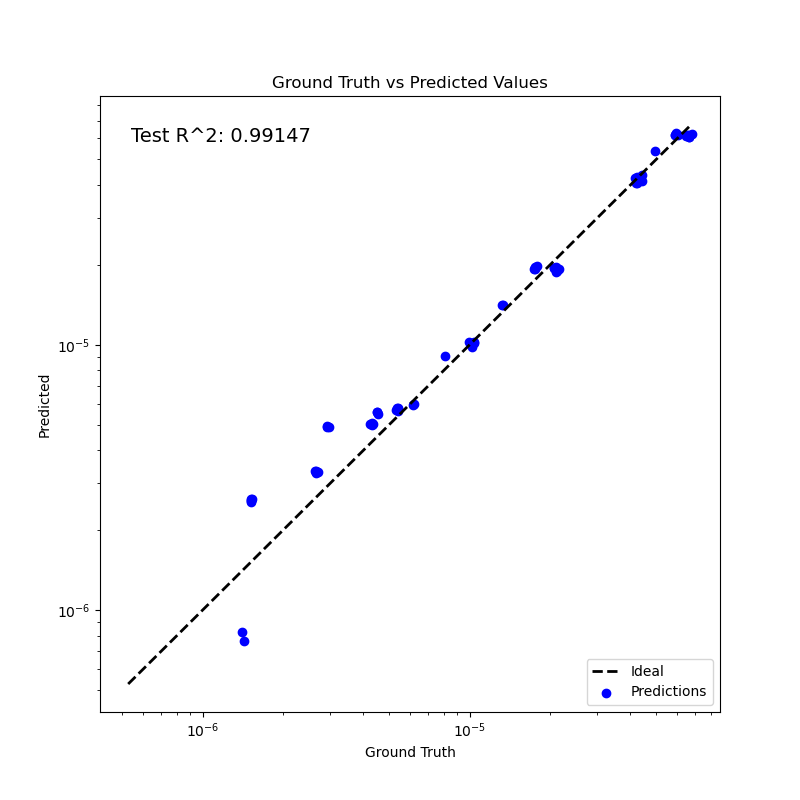 Ground Truth vs Predicted Values
Test R^2: 0.99147
Predicted
10⁻⁵
10⁻⁶
Ideal
Predictions
10⁻⁶
10⁻⁵
Ground Truth